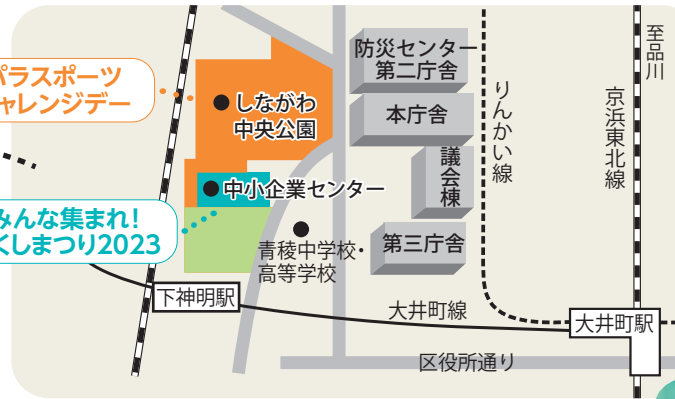 パラスポーツ
チャレンジデー
しながわ
中央公園
中小企業センター
みんな集まれ!
くしまつり2023
青稜中学校・
高等学校
下神明駅
防災センター
第二庁舎
本庁舎
議会棟
第三庁舎
りんかい線
京浜東北線
至品川
大井町線
大井町駅
区役所通り